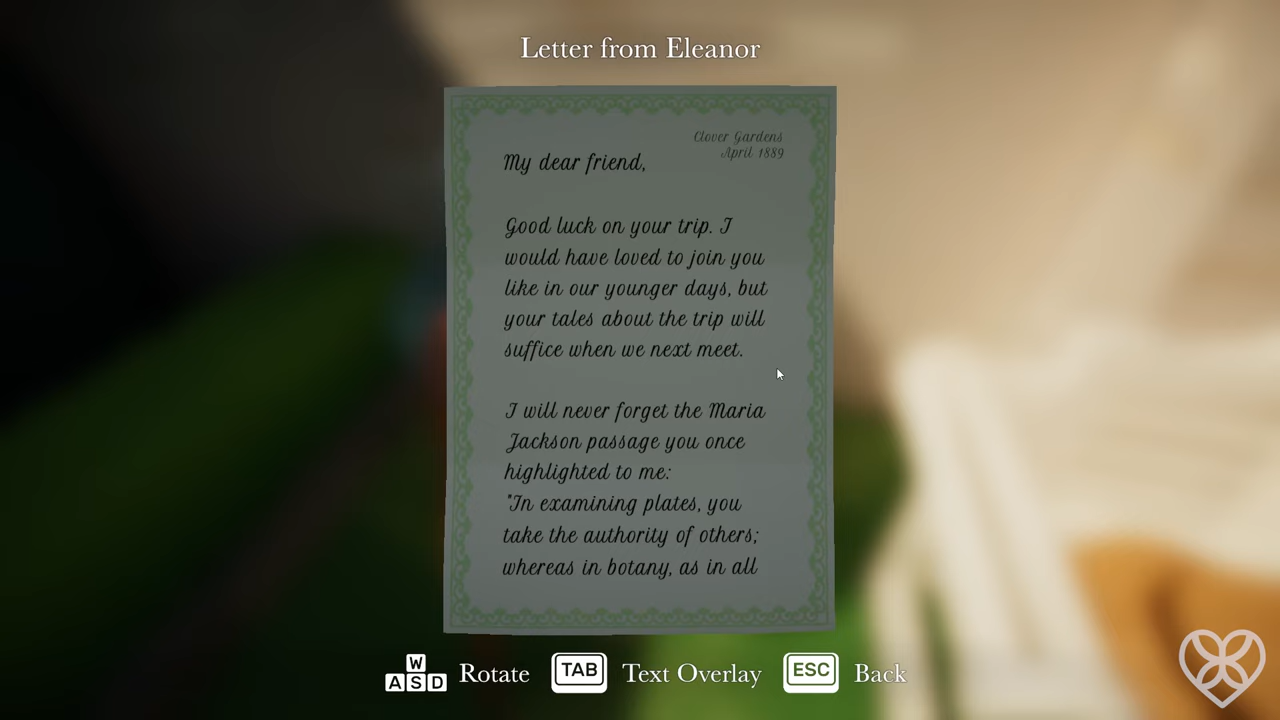 Letter from Eleanor
Clover Gardens
April 1889
My dear friend,
Good luck on your trip. I
would have loved to join you
like in our younger days, but
your tales about the trip will
suffice when we next meet.
I will never forget the Maria
Jackson passage you once
highlighted to me:
"In examining plates, you
take the authority of others;
whereas in botany, as in all
W
A S D Rotate TAB Text Overlay ESC Back